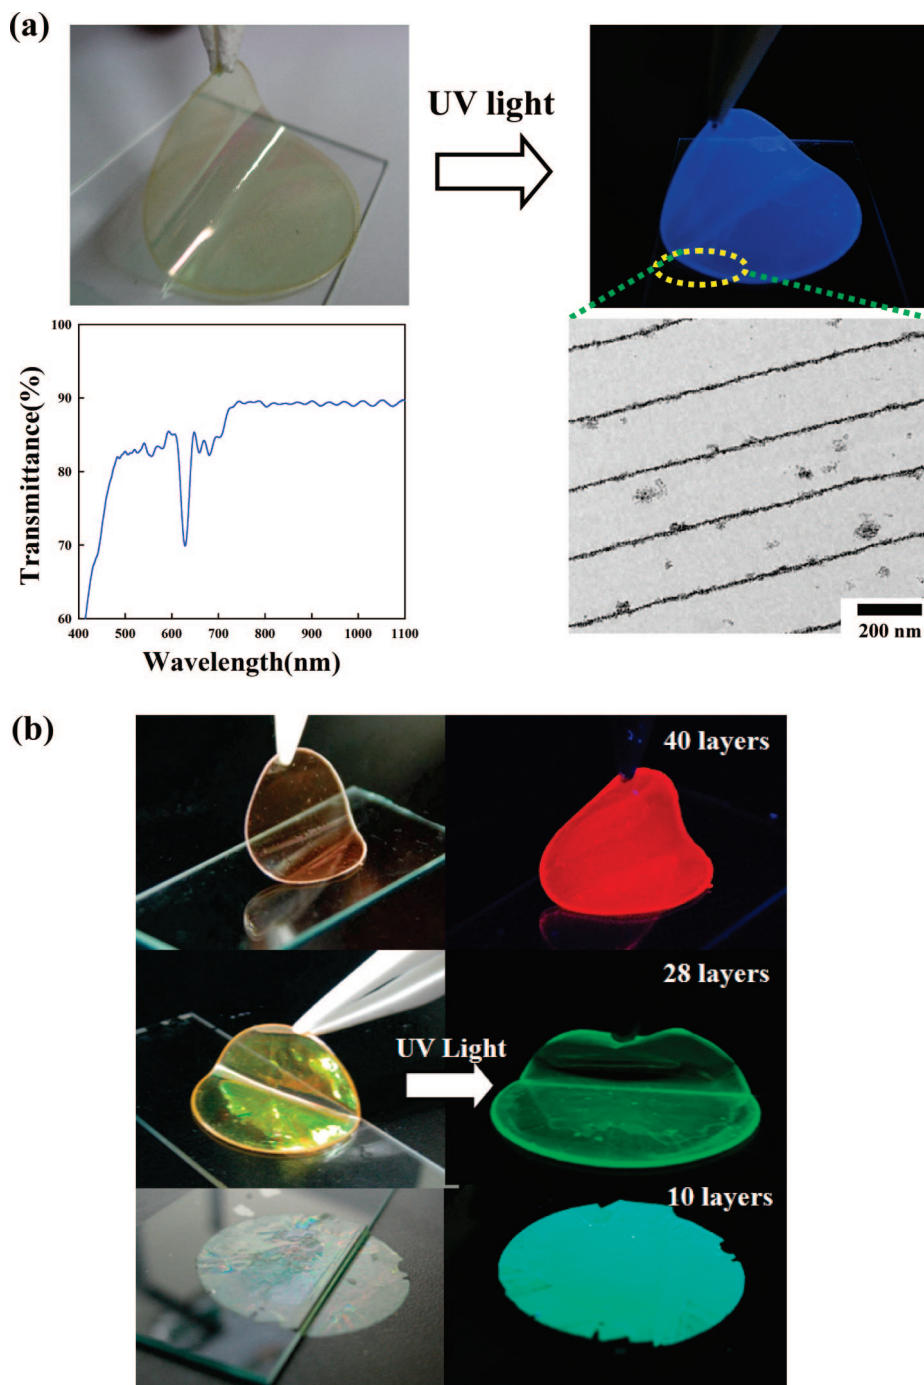 (a)
UV light
100
90
80
70
60
Transmittance(%)
400 500 600 700 800 900 1000 1100
Wavelength(nm)
200 nm
(b)
40 layers
28 layers
UV Light
10 layers